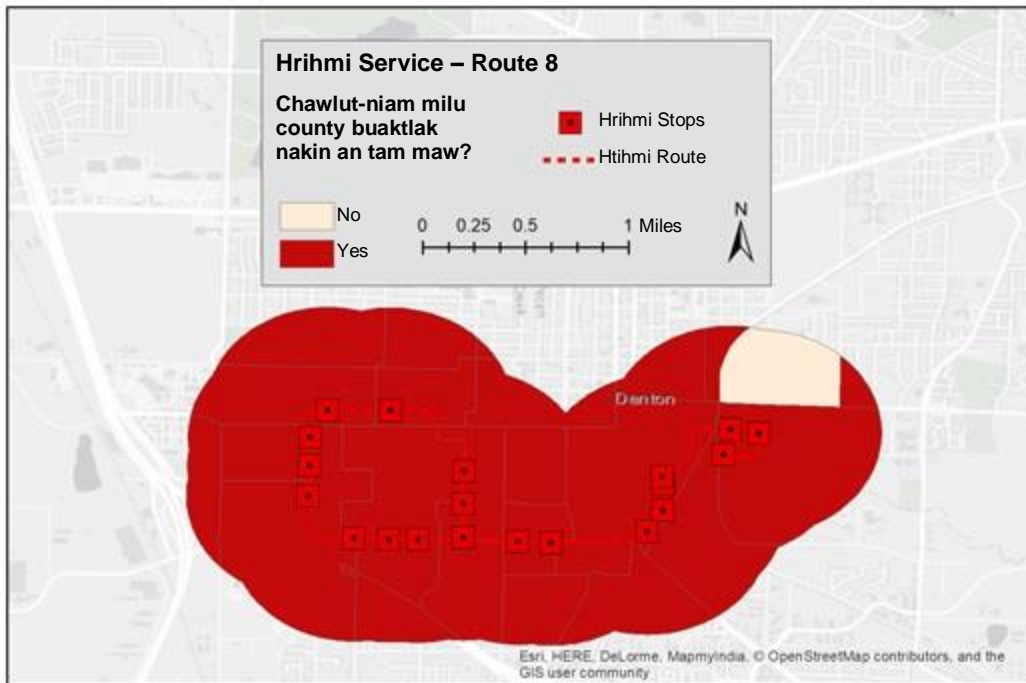 Hrihmi Service – Route 8
Chawlut-niam milu
county buaktlak
nakin an tam maw?
Hrihmi Stops
Htihmi Route
No
Yes
0 0.25 0.5 1 Miles
N
Denton
Esri, HERE, DeLorme, MapmyIndia, © OpenStreetMap contributors, and the
GIS user community